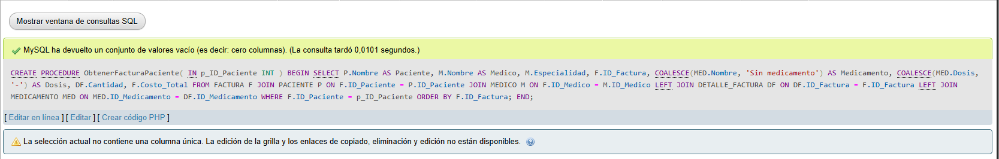 Mostrar ventana de consultas SQL
MySQL ha devuelto un conjunto de valores vacío (es decir: cero columnas). (La consulta tardó 0,0101 segundos.)
CREATE PROCEDURE ObtenerFacturaPaciente( IN p_ID_Paciente INT ) BEGIN SELECT P.Nombre AS Paciente, M.Nombre AS Medico, M.Especialidad, F.ID_Factura, COALESCE(MED.Nombre, 'Sin medicamento') AS Medicamento, COALESCE(MED.Dosis,
'-') AS Dosis, DF.Cantidad, F.Costo_Total FROM FACTURA F JOIN PACIENTE P ON F.ID_Paciente = P.ID_Paciente JOIN MEDICO M ON F.ID_Medico = M.ID_Medico LEFT JOIN DETALLE_FACTURA DF ON DF.ID_Factura = F.ID_Factura LEFT JOIN
MEDICAMENTO MED ON MED.ID_Medicamento = DF.ID_Medicamento WHERE F.ID_Paciente = p_ID_Paciente ORDER BY F.ID_Factura; END;
[ Editar en línea ] [ Editar ] [ Crear código PHP ]
La selección actual no contiene una columna única. La edición de la grilla y los enlaces de copiado, eliminación y edición no están disponibles.